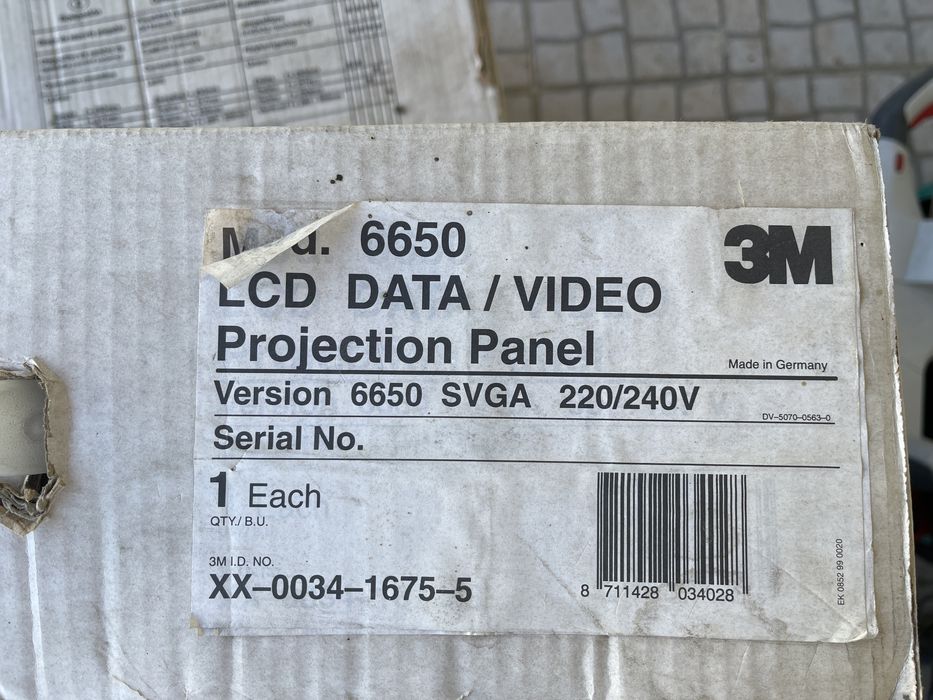 M d. 6650
3M
LCD DATA / VIDEO
Projection Panel
Made in Germany
Version 6650 SVGA 220/240V
DV–5070–0563–0
Serial No.
1 Each
QTY./ B.U.
3M I.D. NO.
XX–0034–1675–5
8 711428 034028
EK 0852 99 0020